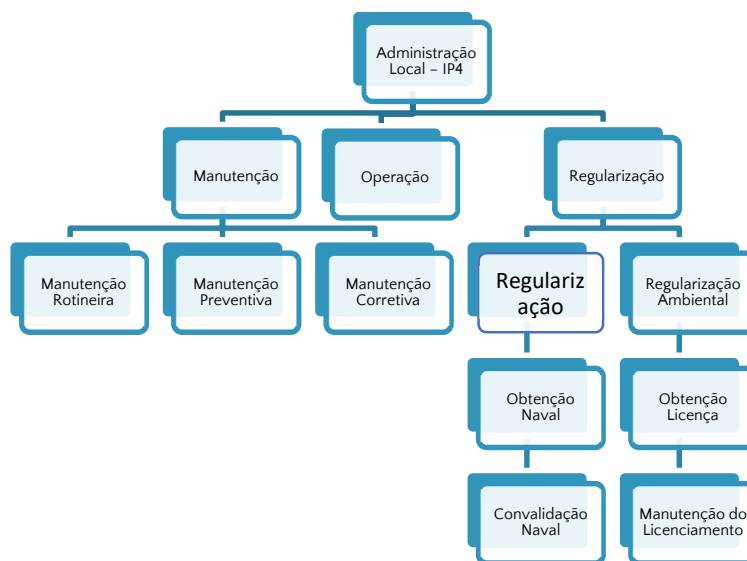 Administração
Local – IP4
Manutenção
Operação
Regularização
Manutenção
Rotineira
Manutenção
Preventiva
Manutenção
Corretiva
Regulariz
ação
Regularização
Ambiental
Obtenção
Naval
Obtenção
Licença
Convalidação
Naval
Manutenção do
Licenciamento